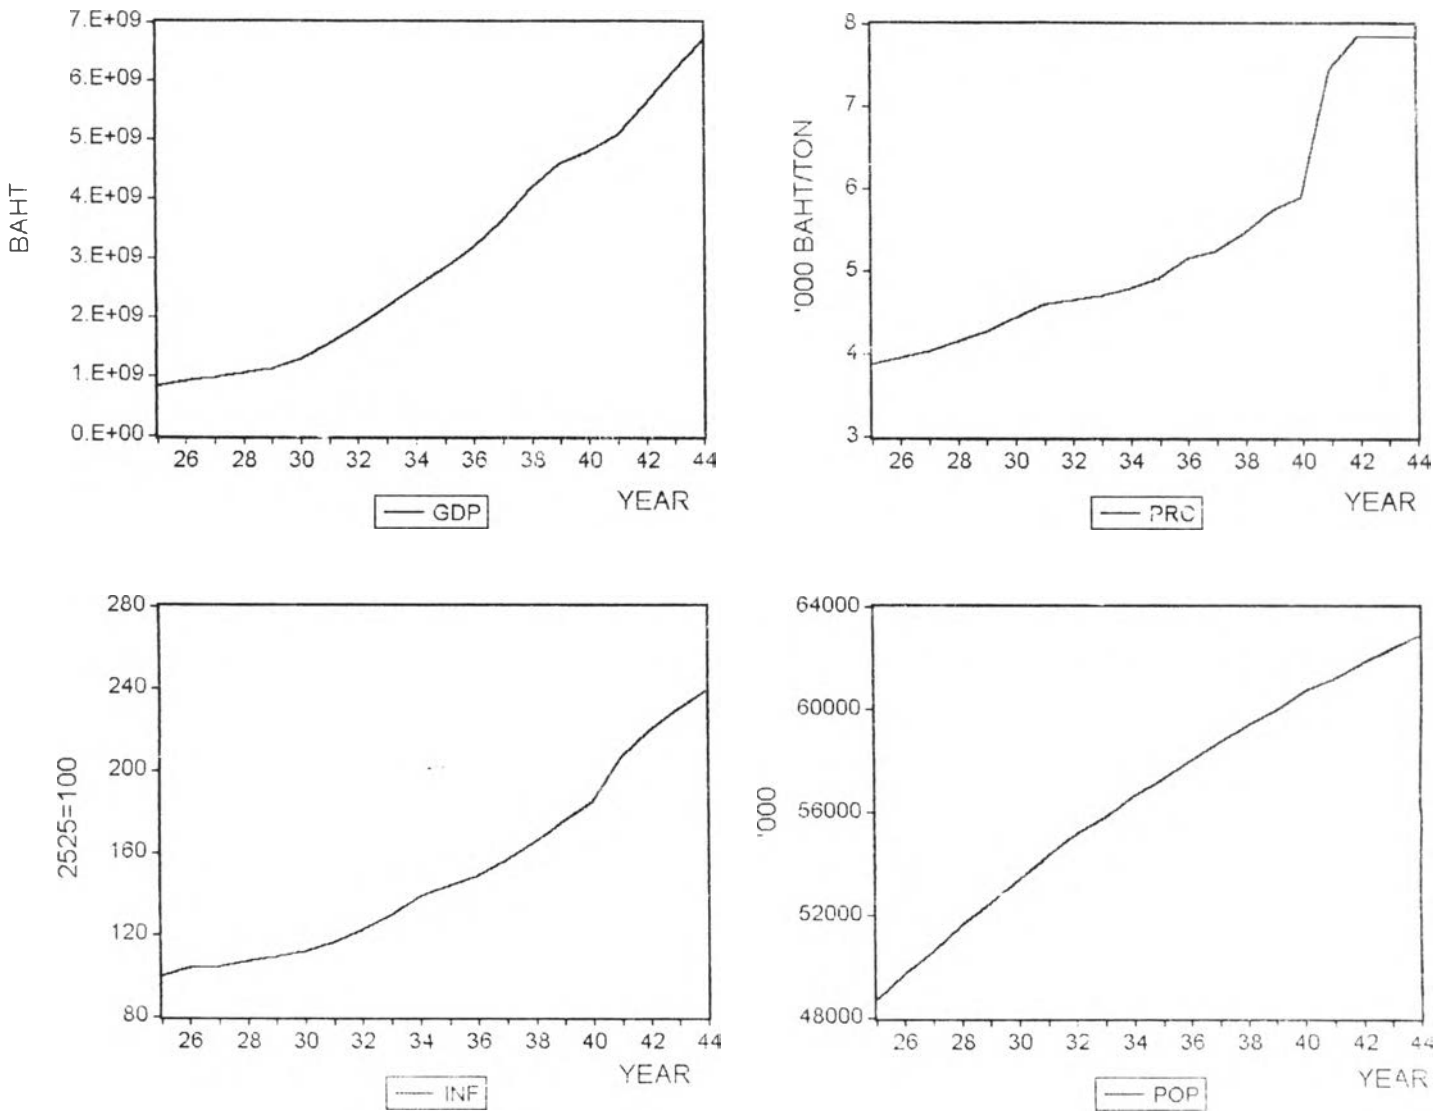 7.E+09
6.E+09
5.E+09
4.E+09
3.E+09
2.E+09
1.E+09
0.E+00
BAHT
26 28 30 32 34 36 38 40 42 44
YEAR
GDP
8
7
6
5
4
3
'000 BAHT/TON
26 28 30 32 34 36 38 40 42 44
YEAR
PRC
280
240
200
160
120
80
2525=100
26 28 30 32 34 36 38 40 42 44
YEAR
INF
64000
60000
56000
52000
48000
'000
26 28 30 32 34 36 38 40 42 44
YEAR
POP